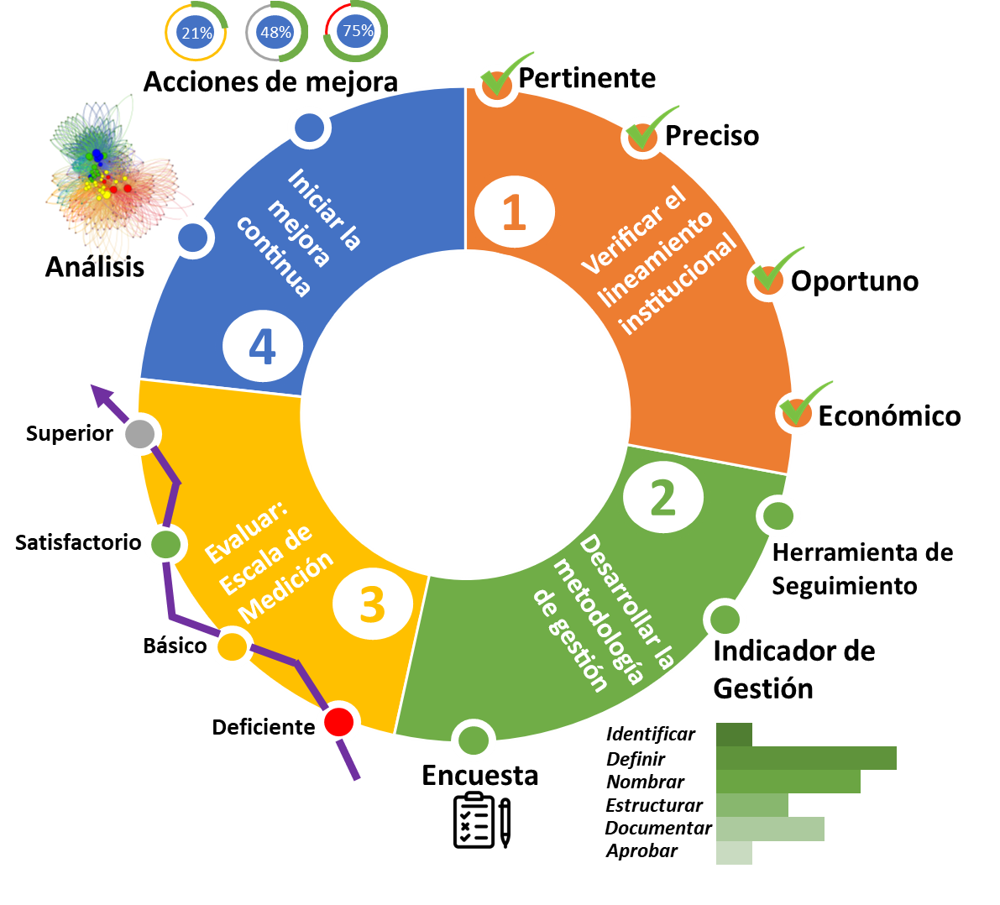 21%
48%
75%
Acciones de mejora
Pertinente
Preciso
Oportuno
Económico
1
Verificar el
lineamiento
institucional
2
Desarrollar la
metodología
de gestión
Herramienta de
Seguimiento
Indicador de
Gestión
Identificar
Definir
Nombrar
Estructurar
Documentar
Aprobar
Encuesta
3
Evaluar:
Escala de
Medición
Deficiente
Básico
Satisfactorio
Superior
4
Iniciar la
mejora
continua
Análisis